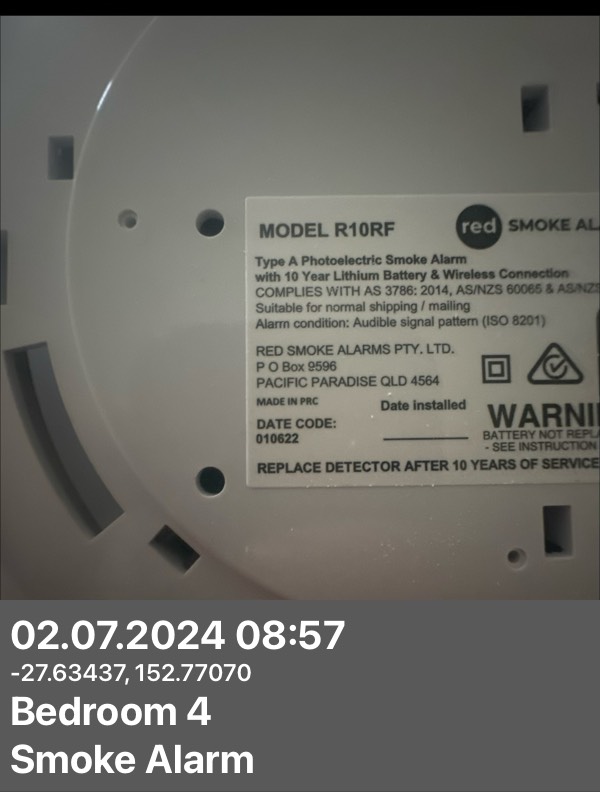 MODEL R10RF
red SMOKE AL
Type A Photoelectric Smoke Alarm
with 10 Year Lithium Battery & Wireless Connection
COMPLIES WITH AS 3786: 2014, AS/NZS 60065 & AS/NZS
Suitable for normal shipping / mailing
Alarm condition: Audible signal pattern (ISO 8201)
RED SMOKE ALARMS PTY. LTD.
P O Box 9596
PACIFIC PARADISE QLD 4564
MADE IN PRC
Date installed
DATE CODE:
010622
WARNI
BATTERY NOT REPLA
- SEE INSTRUCTION
REPLACE DETECTOR AFTER 10 YEARS OF SERVICE
02.07.2024 08:57
-27.63437, 152.77070
Bedroom 4
Smoke Alarm